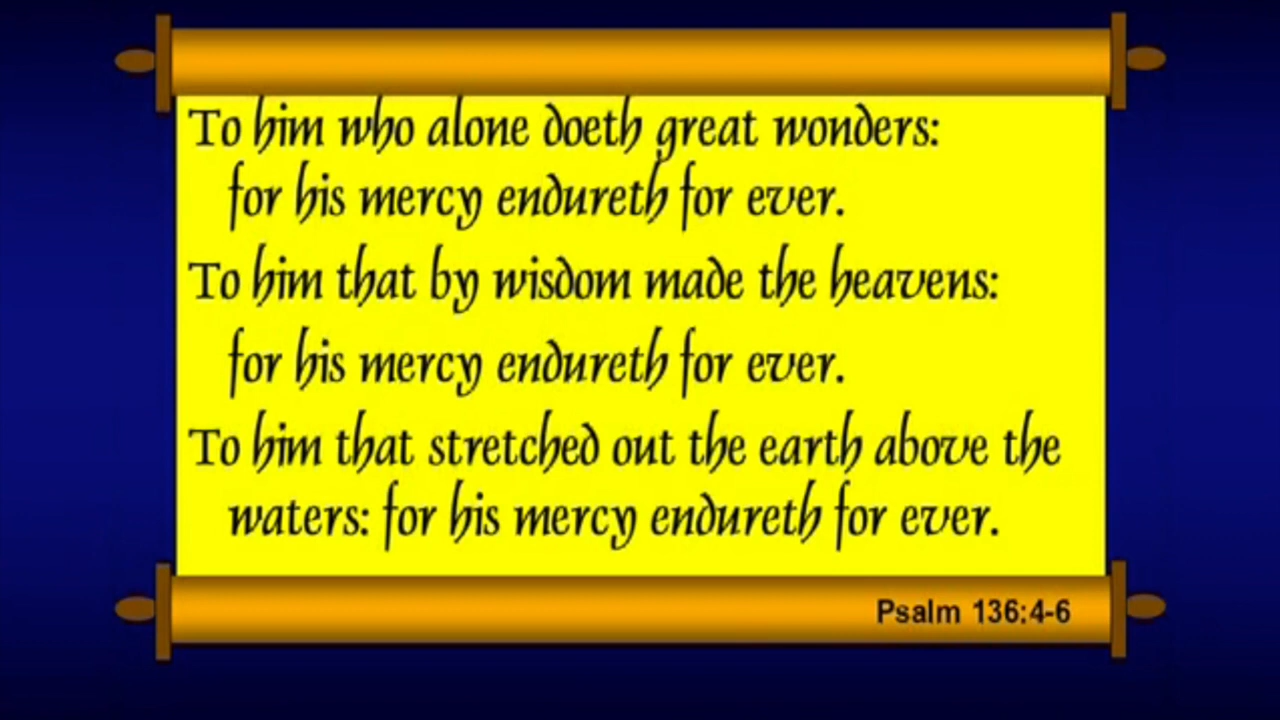 To him who alone doeth great wonders:
for his mercy endureth for ever.
To him that by wisdom made the heavens:
for his mercy endureth for ever.
To him that stretched out the earth above the
waters: for his mercy endureth for ever.
Psalm 136:4-6